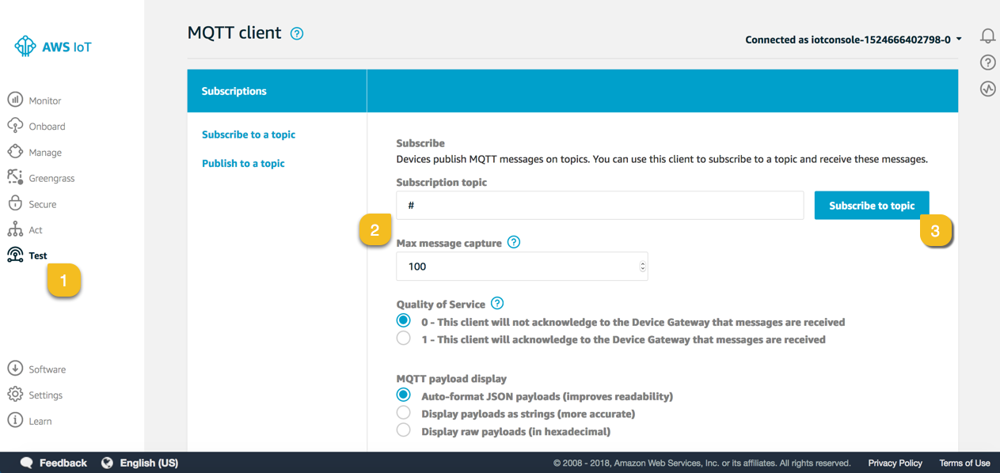 AWS IoT
Monitor
Onboard
Manage
Greengrass
Secure
Act
Test
1
Software
Settings
Learn
MQTT client ?
Connected as iotconsole-1524666402798-0
Subscriptions
Subscribe to a topic
Publish to a topic
Subscribe
Devices publish MQTT messages on topics. You can use this client to subscribe to a topic and receive these messages.
Subscription topic
#
Subscribe to topic
2
3
Max message capture ?
100
Quality of Service ?
0 - This client will not acknowledge to the Device Gateway that messages are received
1 - This client will acknowledge to the Device Gateway that messages are received
MQTT payload display
Auto-format JSON payloads (improves readability)
Display payloads as strings (more accurate)
Display raw payloads (in hexadecimal)
?
Feedback
English (US)
© 2008 - 2018, Amazon Web Services, Inc. or its affiliates. All rights reserved.
Privacy Policy
Terms of Use